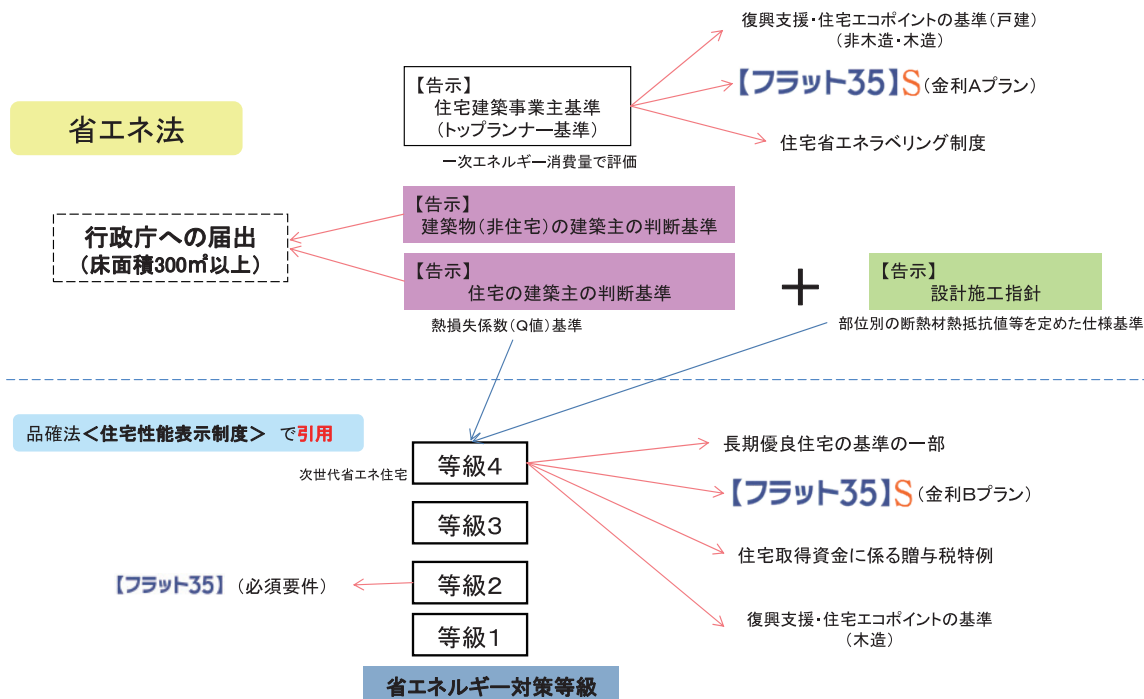 復興支援・住宅エコポイントの基準(戸建)
(非木造・木造)
【告示】
住宅建築事業主基準
(トップランナー基準)
【フラット35】S(金利Aプラン)
省エネ法
住宅省エネラベリング制度
一次エネルギー消費量で評価
【告示】
建築物(非住宅)の建築主の判断基準
行政庁への届出
(床面積300㎡以上)
【告示】
住宅の建築主の判断基準
+
【告示】
設計施工指針
熱損失係数(Q値)基準
部位別の断熱材熱抵抗値等を定めた仕様基準
品確法<住宅性能表示制度> で引用
次世代省エネ住宅
等級4
長期優良住宅の基準の一部
【フラット35】S(金利Bプラン)
等級3
住宅取得資金に係る贈与税特例
【フラット35】(必須要件)
等級2
復興支援・住宅エコポイントの基準
(木造)
等級1
省エネルギー対策等級